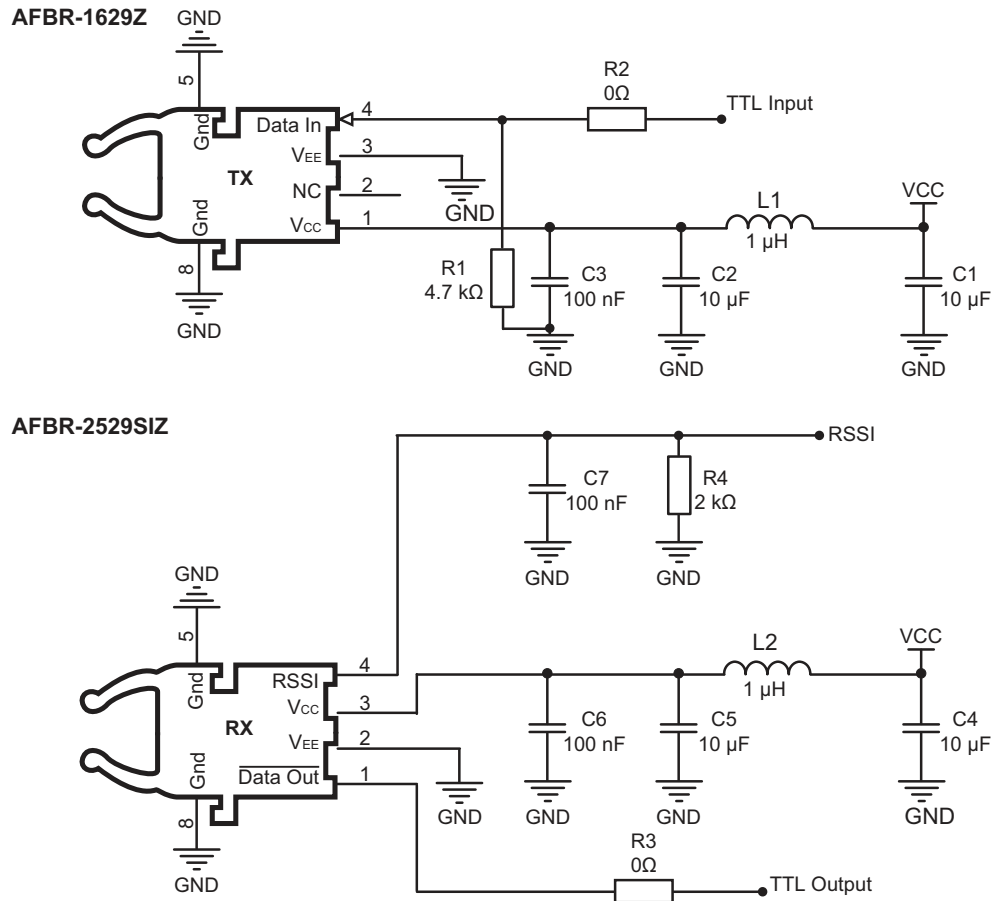 AFBR-1629Z
GND
5
Gnd
Data In
4
R2
0Ω
TTL Input
VEE
3
GND
TX
NC
2
VCC
1
Gnd
8
GND
R1
4.7 kΩ
C3
100 nF
GND
C2
10 µF
GND
L1
1 µH
VCC
C1
10 µF
GND
AFBR-2529SIZ
RSSI
C7
100 nF
GND
R4
2 kΩ
GND
GND
5
Gnd
RSSI
4
VCC
3
RX
VEE
2
GND
Data Out
1
Gnd
8
GND
C6
100 nF
GND
C5
10 µF
GND
L2
1 µH
VCC
C4
10 µF
GND
R3
0Ω
TTL Output